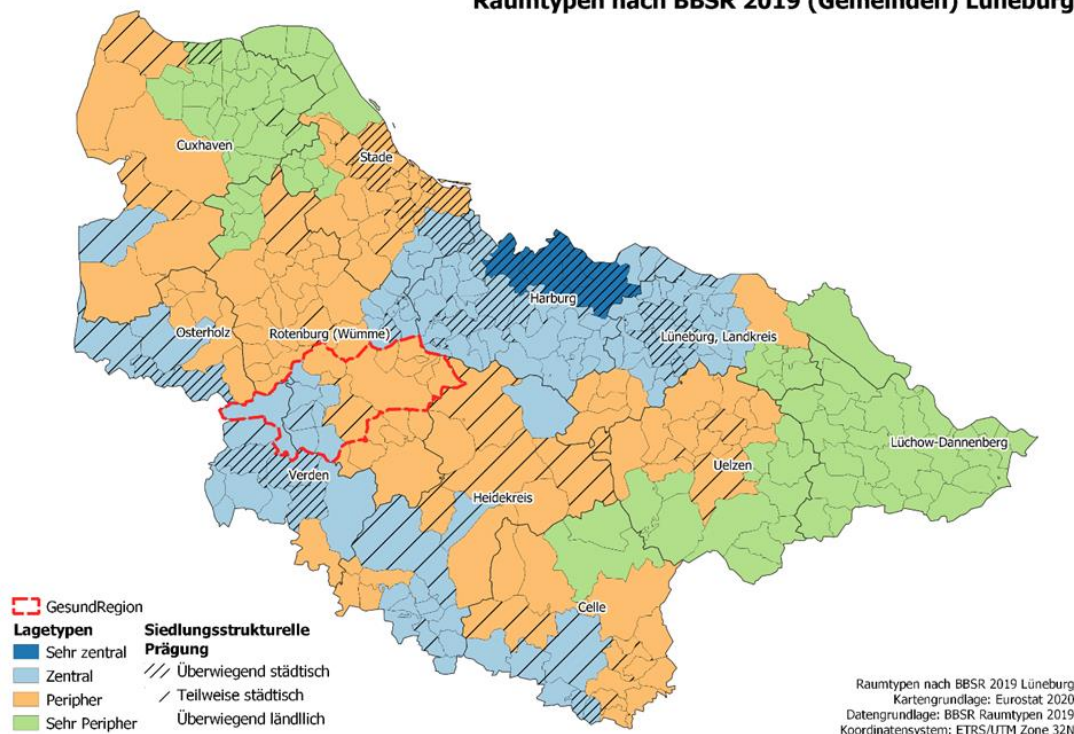 Raumtypen nach BBSR 2019 (Gemeinden) Lüneburg
Cuxhaven
Stade
Harburg
Osterholz
Rotenburg (Wümme)
Lüneburg, Landkreis
Lüchow-Dannenberg
Uelzen
Verden
Heidekreis
Celle
GesundRegion
Lagetypen
Sehr zentral
Zentral
Peripher
Sehr Peripher
Siedlungsstrukturelle
Prägung
Überwiegend städtisch
Teilweise städtisch
Überwiegend ländllich
Raumtypen nach BBSR 2019 Lüneburg
Kartengrundlage: Eurostat 2020
Datengrundlage: BBSR Raumtypen 2019
Koordinatensystem: ETRS/UTM Zone 32N